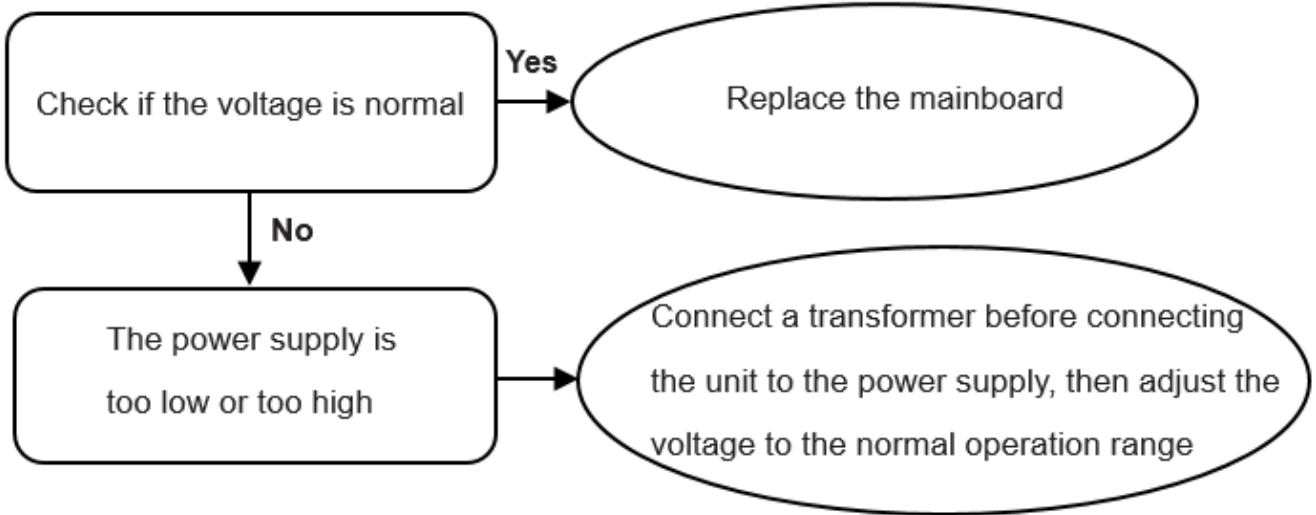 Check if the voltage is normal
Yes
Replace the mainboard
No
The power supply is
too low or too high
Connect a transformer before connecting
the unit to the power supply, then adjust the
voltage to the normal operation range